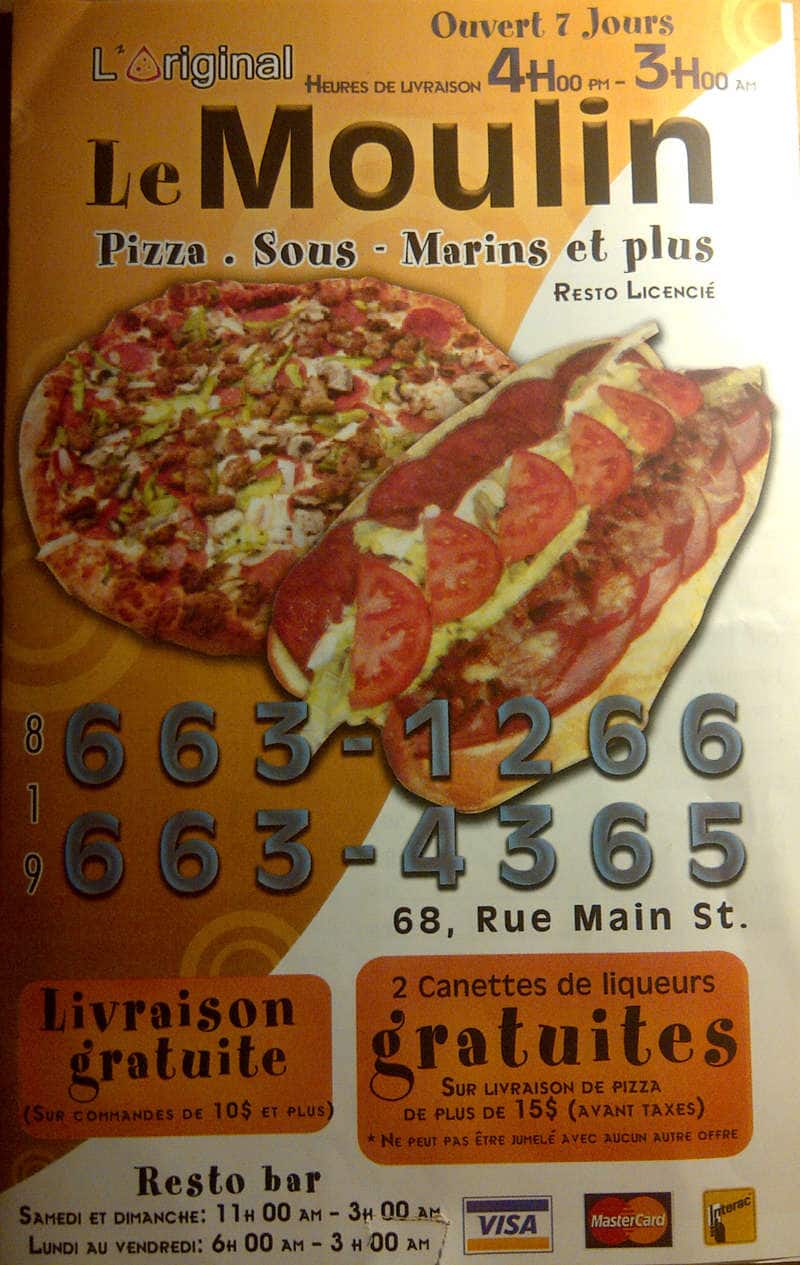 Ouvert 7 Jours
L'Original
Heures de livraison 4H00 PM - 3H00 AM
Le Moulin
Pizza . Sous - Marins et plus
Resto Licencié
819
663-1266
663-4365
68, Rue Main St.
Livraison
gratuite
(Sur commandes de 10$ et plus)
2 Canettes de liqueurs
gratuites
Sur livraison de pizza
de plus de 15$ (avant taxes)
* Ne peut pas être jumelé avec aucun autre offre
Resto bar
Samedi et dimanche: 11H 00 AM - 3H 00 AM
Lundi au vendredi: 6H 00 AM - 3 H 00 AM
VISA
MasterCard
Interac